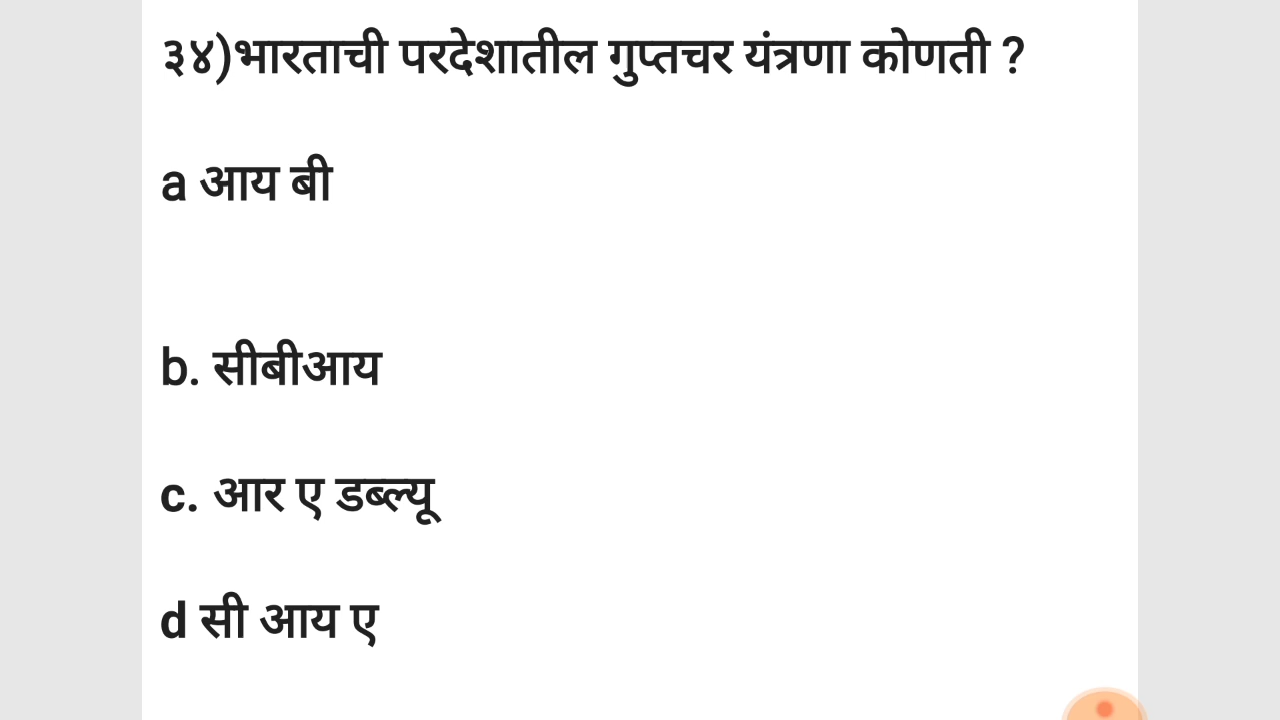 ३४)भारताची परदेशातील गुप्तचर यंत्रणा कोणती ?
a आय बी
b. सीबीआय
c. आर ए डब्ल्यू
d सी आय ए